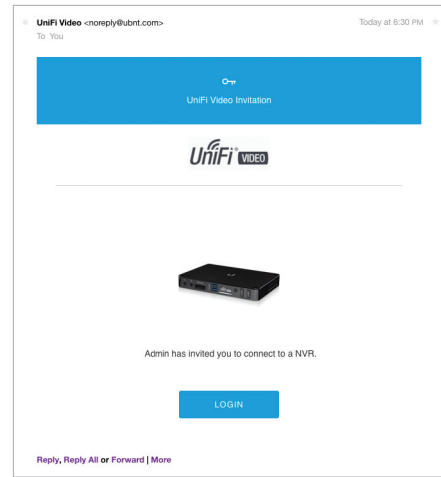 UniFi Video <noreply@ubnt.com>
Today at 6:30 PM
To You
UniFi Video Invitation
UniFi VIDEO
Admin has invited you to connect to a NVR.
LOGIN
Reply, Reply All or Forward | More